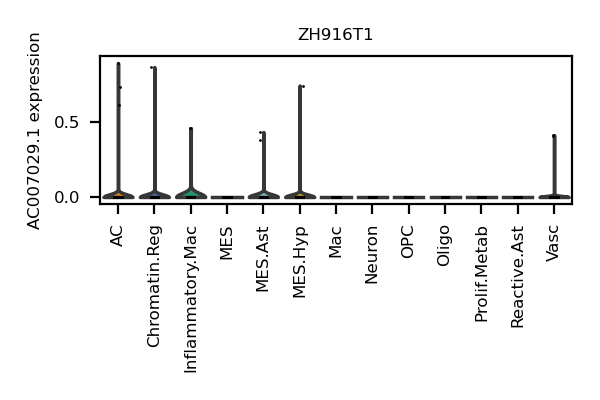 ZH916T1
AC007029.1 expression
0.5
0.0
AC
Chromatin.Reg
Inflammatory.Mac
MES
MES.Ast
MES.Hyp
Mac
Neuron
OPC
Oligo
Prolif.Metab
Reactive.Ast
Vasc